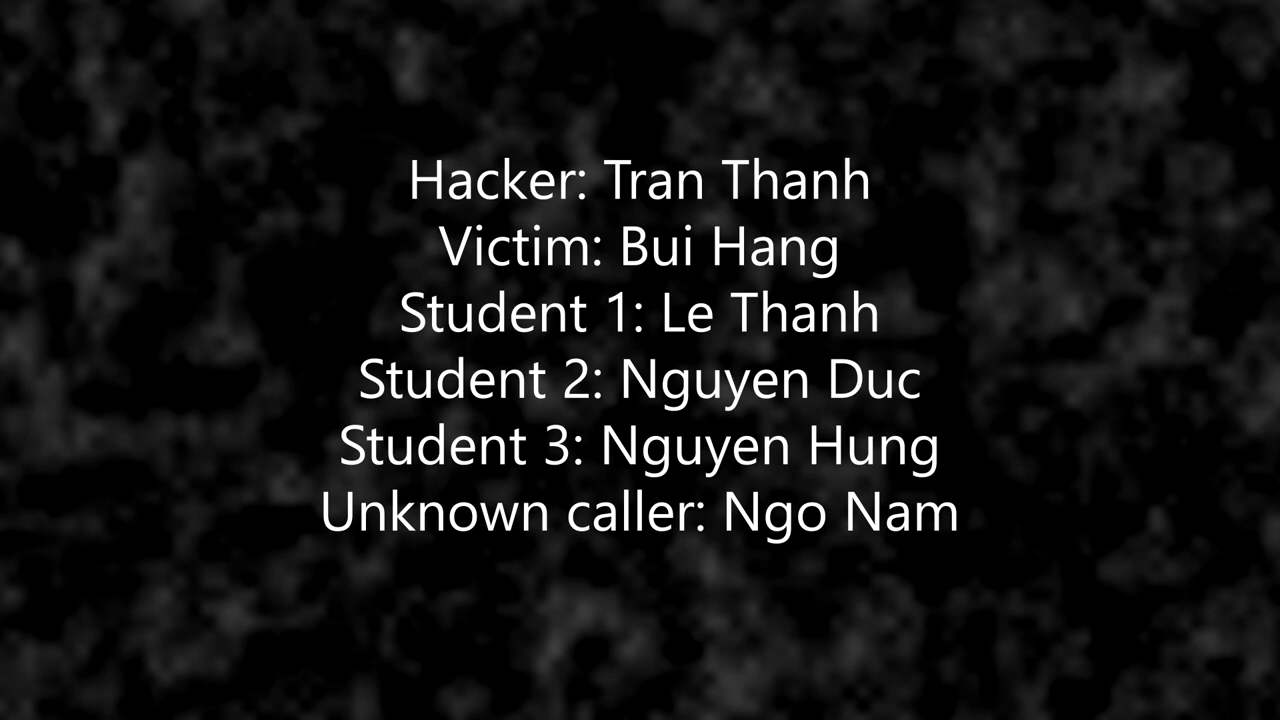 Hacker: Tran Thanh
Victim: Bui Hang
Student 1: Le Thanh
Student 2: Nguyen Duc
Student 3: Nguyen Hung
Unknown caller: Ngo Nam